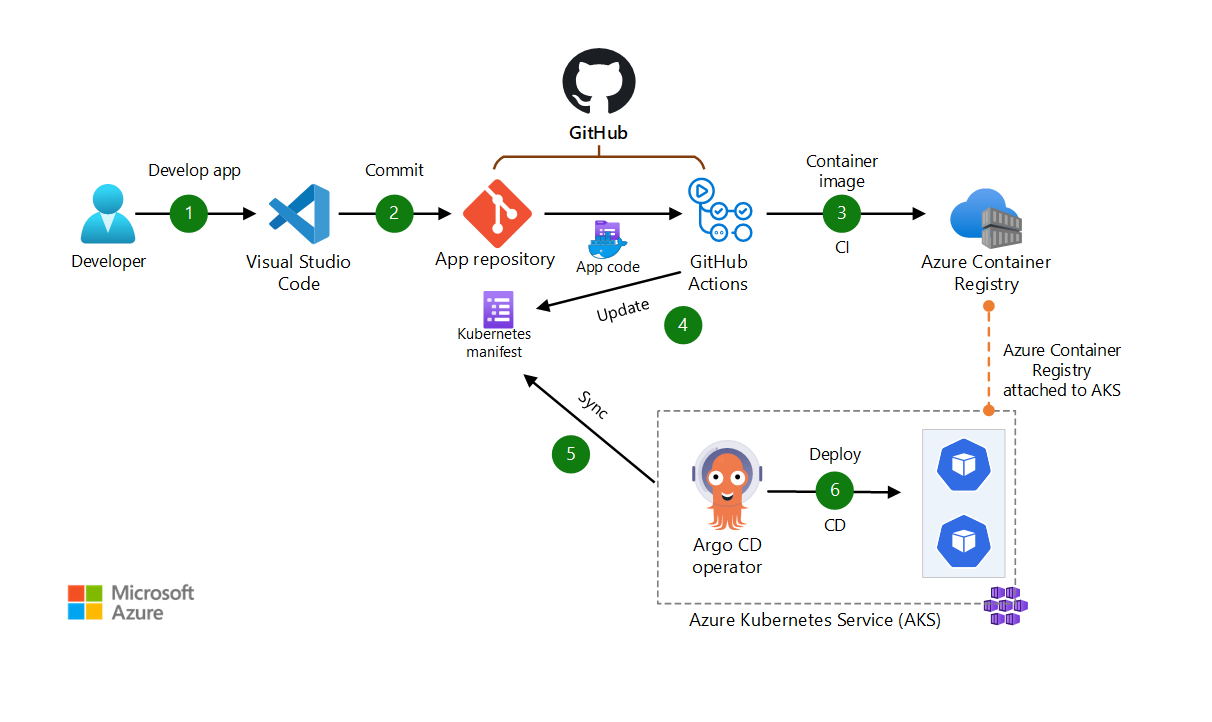 GitHub
Develop app
1
Commit
2
Container
image
3
CI
Developer
Visual Studio
Code
App repository
App code
GitHub
Actions
Azure Container
Registry
Update
4
Kubernetes
manifest
Azure Container
Registry
attached to AKS
Sync
5
Deploy
6
CD
Argo CD
operator
Azure Kubernetes Service (AKS)
Microsoft
Azure